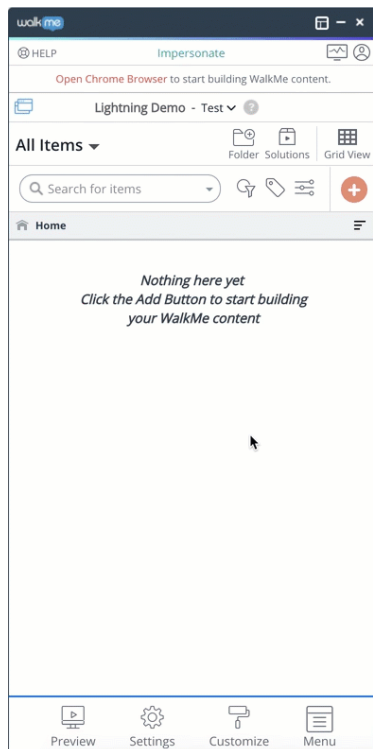 walkme
HELP
Impersonate
Open Chrome Browser to start building WalkMe content.
Lightning Demo - Test ?
All Items
Folder Solutions Grid View
Search for items
Home
Nothing here yet
Click the Add Button to start building
your WalkMe content
Preview Settings Customize Menu